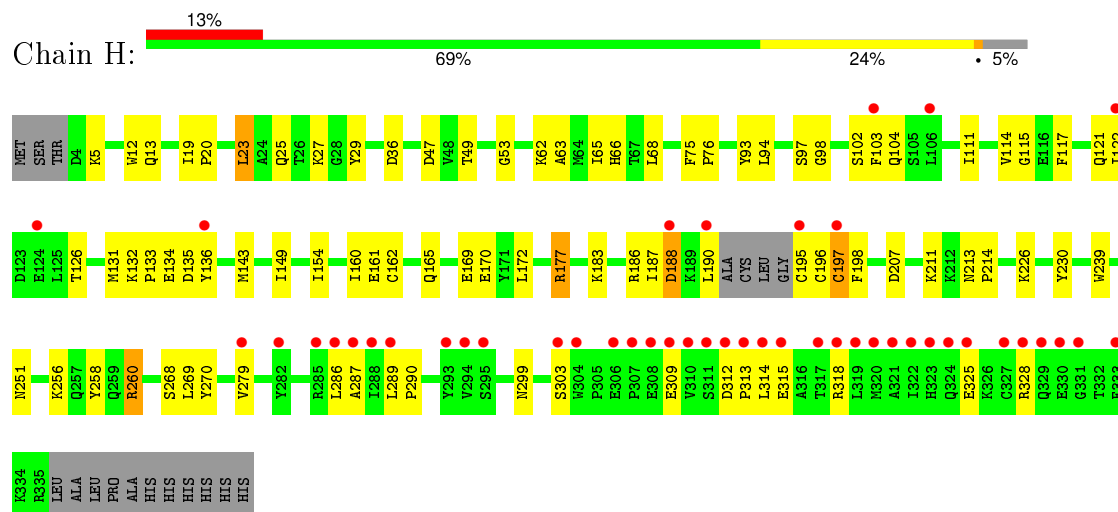 13%
Chain H:
69% 24% • 5%
MET SER THR D4 K5 W12 Q13 I19 P20 L23 A24 Q25 T26 K27 G28 Y29 D36 D47 V48 T49 G53 K62 A63 M64 I65 H66 T67 L68 F75 P76 Y93 L94 S97 G98 S102 F103 Q104 S105 L106 I111 V114 G115 E116 F117 Q121 I122
D123 E124 L125 T126 M131 K132 P133 E134 D135 Y136 M143 I149 I154 I160 E161 C162 Q165 E169 E170 Y171 L172 R177 K183 R186 I187 D188 K189 L190 ALA CYS LEU GLY C195 C196 C197 F198 D207 K211 K212 N213 P214 K226 Y230 W239
N251 K256 Q257 Y258 Q259 R260 S268 L269 Y270 V279 Y282 R285 L286 A287 I288 L289 P290 Y293 V294 S295 N299 S303 W304 P305 E306 P307 E308 E309 V310 S311 D312 P313 L314 E315 A316 T317 R318 L319 M320 A321 I322 H323 Q324 E325 K326 C327 R328 Q329 E330 G331 T332
K334 R335 LEU ALA LEU PRO ALA HIS HIS HIS HIS HIS HIS